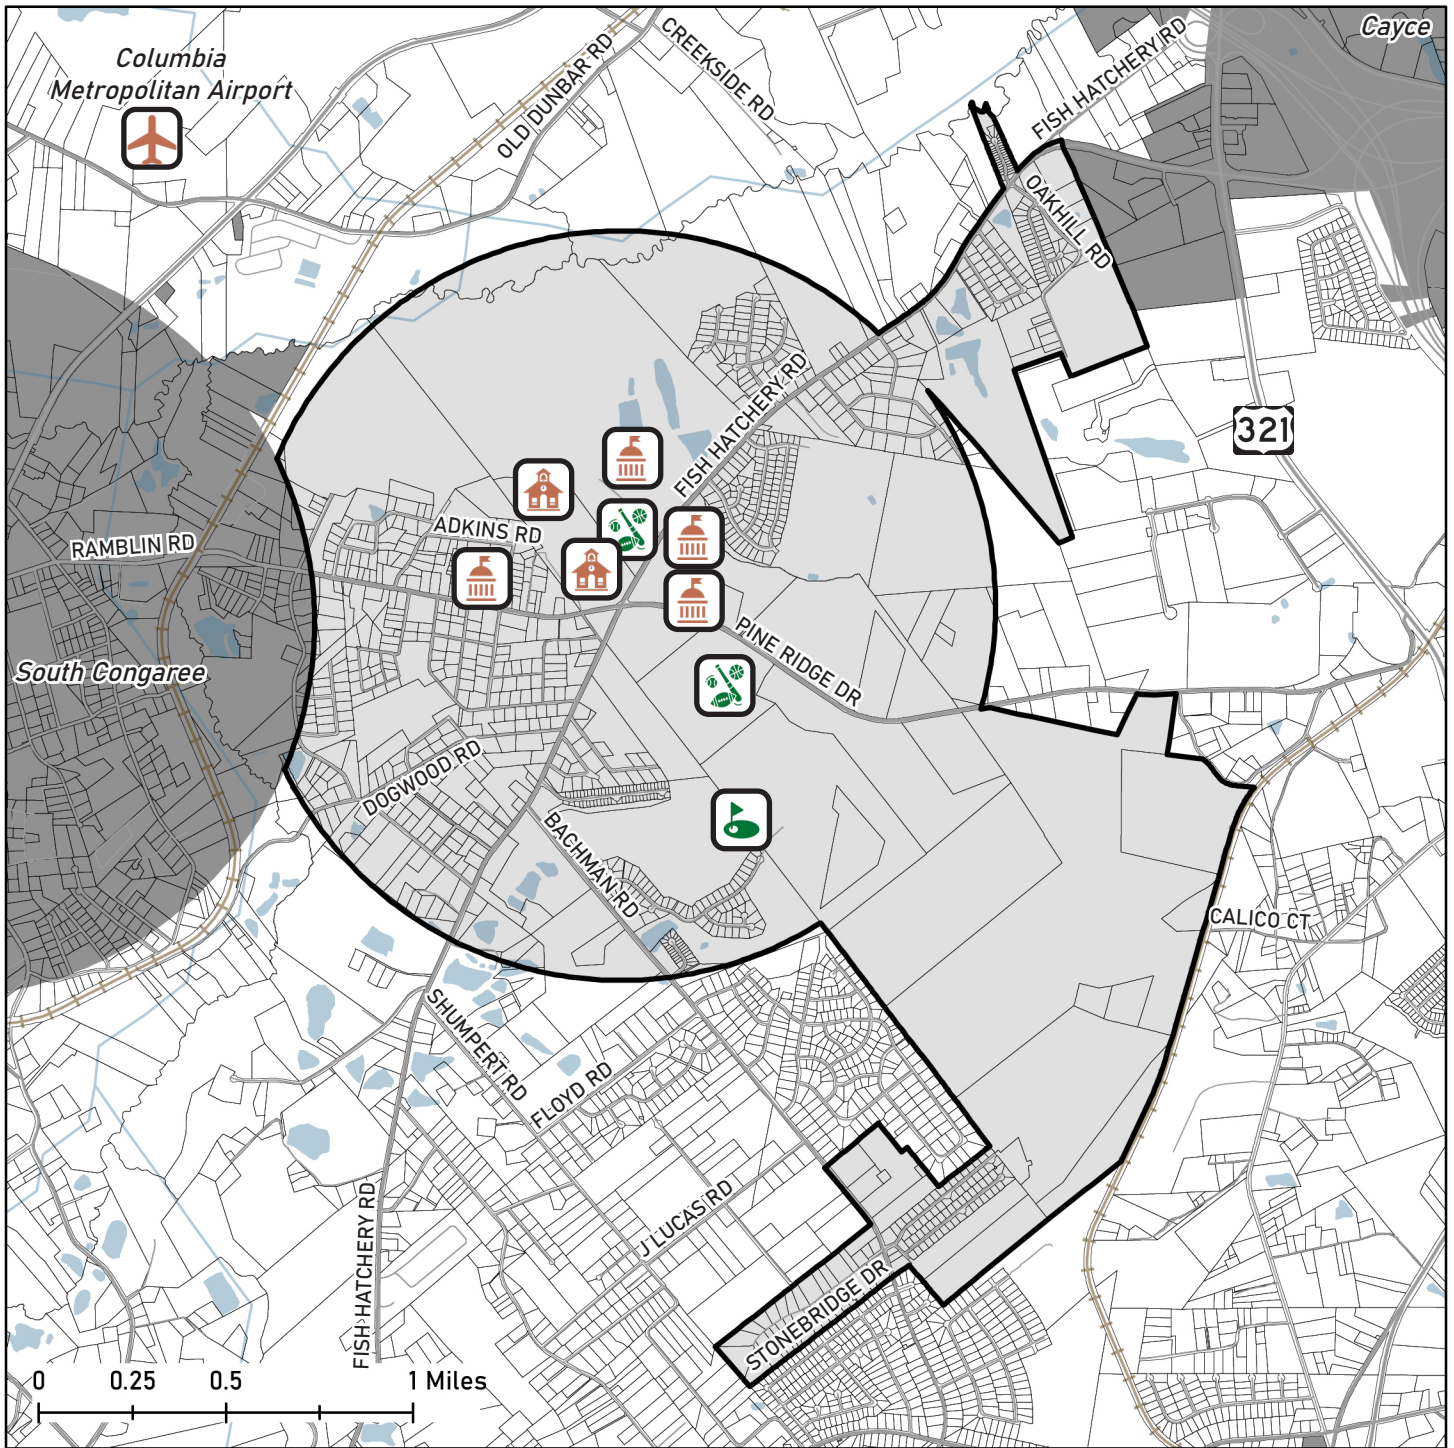 Cayce
Columbia
Metropolitan Airport
CREEKSIDE RD
FISH HATCHERY RD
OLD DUNBAR RD
OAKHILL RD
321
FISH HATCHERY RD
ADKINS RD
RAMBLIN RD
South Congaree
PINE RIDGE DR
DOGWOOD RD
BACHMAN RD
CALICO CT
SHUMPERT RD
FLOYD RD
J LUCAS RD
FISH HATCHERY RD
STONEBRIDGE DR
0 0.25 0.5 1 Miles